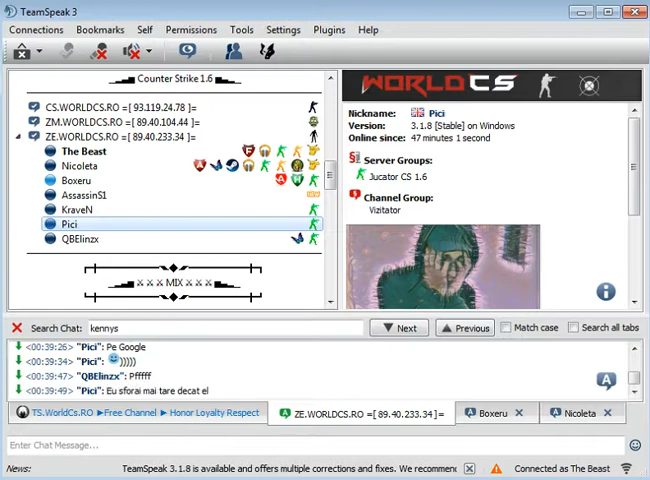 TeamSpeak 3
Connections Bookmarks Self Permissions Tools Settings Plugins Help
Counter Strike 1.6
CS.WORLDCS.RO =[ 93.119.24.78 ]=
ZM.WORLDCS.RO =[ 89.40.104.44 ]=
ZE.WORLDCS.RO =[ 89.40.233.34 ]=
The Beast
Nicoleta
Boxeru
AssassinS1
KraveN
Pici
QBElinzx
MIX
WORLD CS
Nickname: Pici
Version: 3.1.8 [Stable] on Windows
Online since: 47 minutes 1 second
Server Groups:
Jucator CS 1.6
Channel Group:
Vizitator
Search Chat: kennys Next Previous Match case Search all tabs
<00:39:26> "Pici": Pe Google
<00:39:34> "Pici": )))))
<00:39:47> "QBElinzx": Pfffff
<00:39:49> "Pici": Eu sforai mai tare decat el
TS.WorldCs.RO ▶Free Channel ▶ Honor Loyalty Respect ZE.WORLDCS.RO =[ 89.40.233.34 ]= Boxeru Nicoleta
Enter Chat Message...
News: TeamSpeak 3.1.8 is available and offers multiple corrections and fixes. We recommend Connected as The Beast